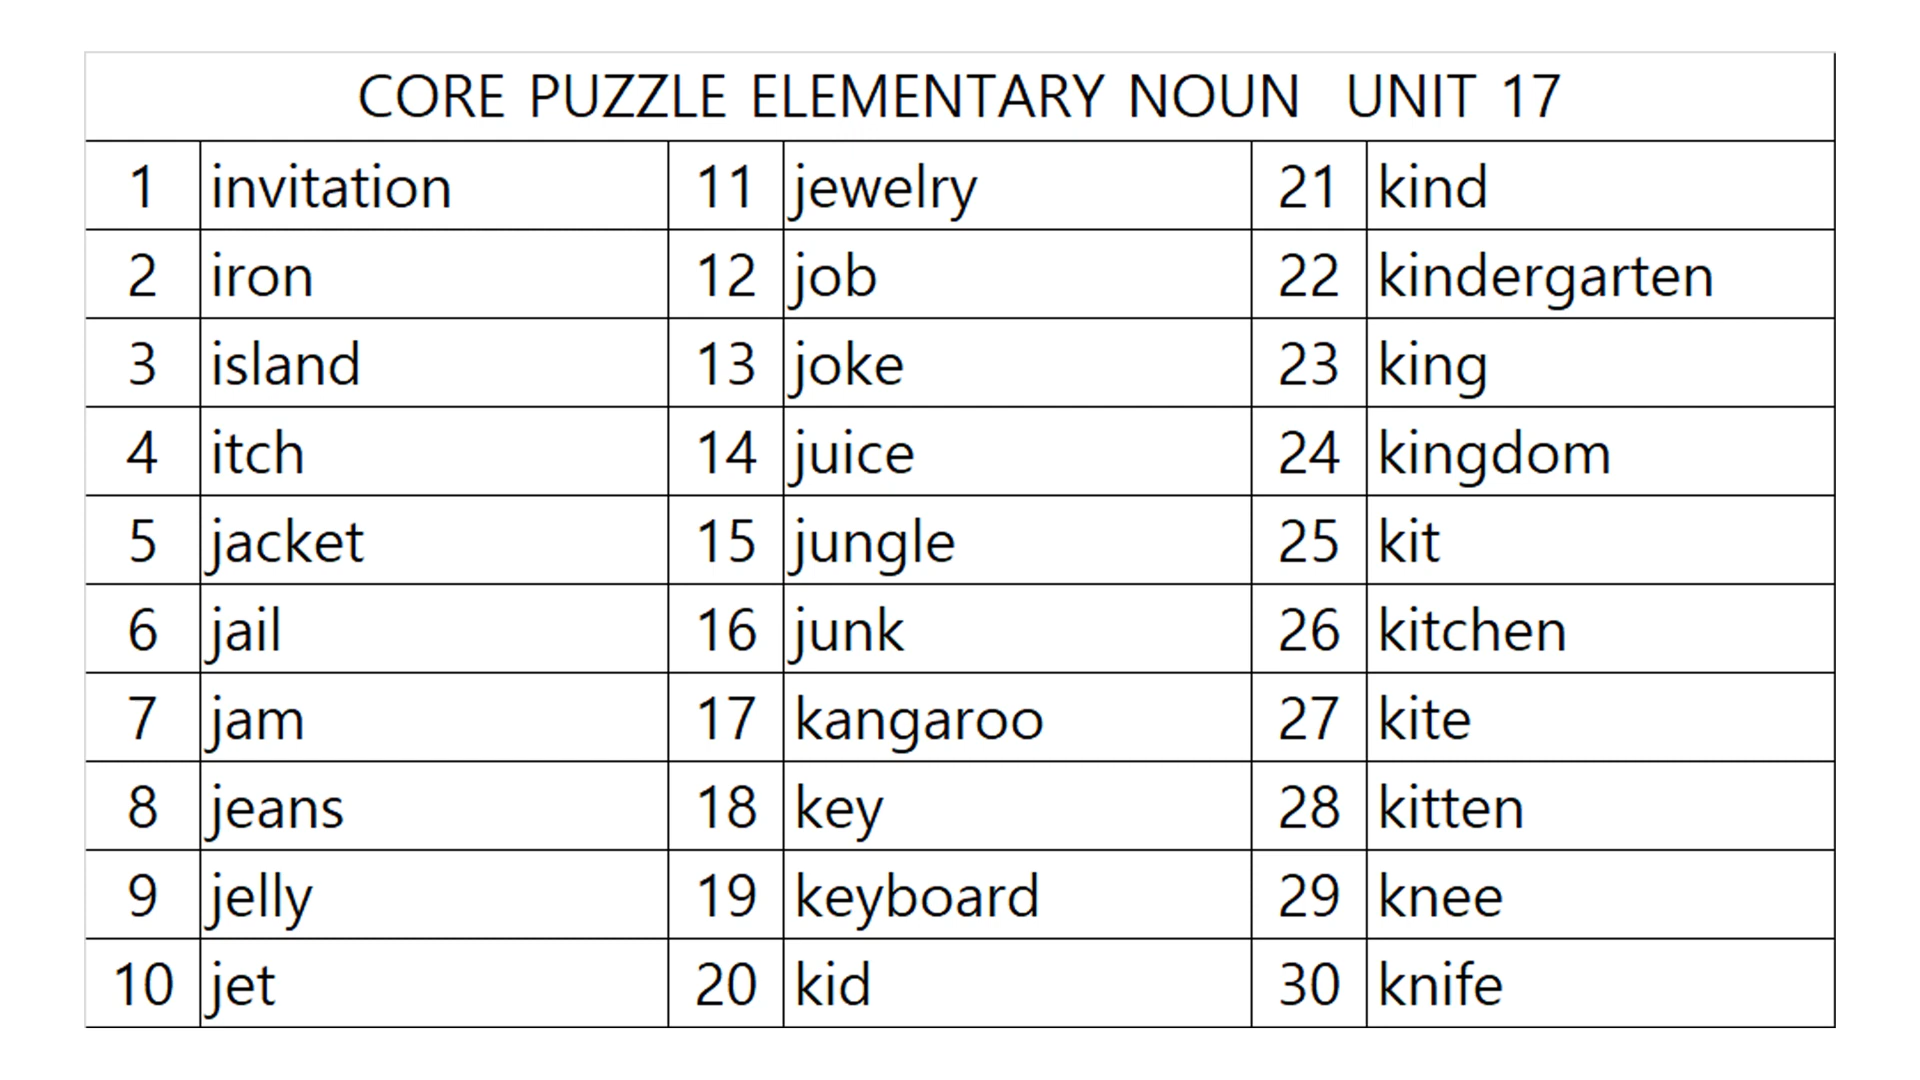 CORE PUZZLE ELEMENTARY NOUN UNIT 17
1 invitation 11 jewelry 21 kind
2 iron 12 job 22 kindergarten
3 island 13 joke 23 king
4 itch 14 juice 24 kingdom
5 jacket 15 jungle 25 kit
6 jail 16 junk 26 kitchen
7 jam 17 kangaroo 27 kite
8 jeans 18 key 28 kitten
9 jelly 19 keyboard 29 knee
10 jet 20 kid 30 knife